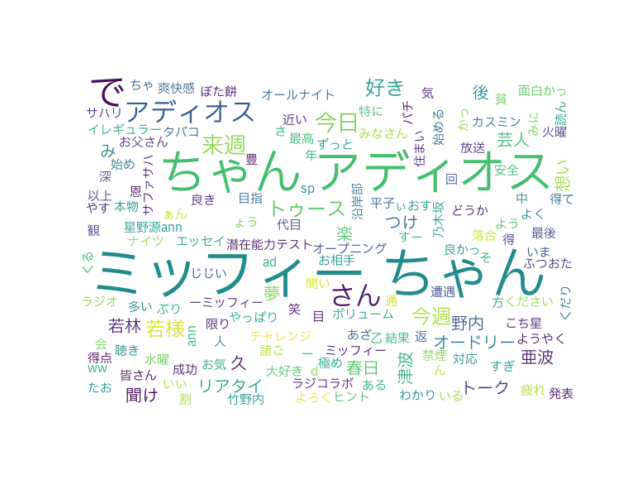 で
ちゃ
爽快感
ぼた餅
オールナイト
好き
気
後
貧
面白かっ
サハリ
アディオス
近い
特に
パチ
かっ
カスミン
みに
読ん
イレギュラー
タバコ
さ
今日
みなさん
始める
芸人
火曜
み
お父さん
来週
最高
ずっと
住まい
放送
始め
サファサハ
ちゃん アディオス
豊
年
安全
想い
深
恩
以上
本物
良き
目指
sp
回
中
得て
やす
ぁん
トゥース
代目
沿岸部
平子
ぃ
おすし
乃木坂
どうか
よく
観
星野源ann
ょう
楽
つけ
よう
最後
ナイツ
エッセイ
潜在能力テスト
オープニング
すー
落合
得
くる
ミッフィー ちゃん
ad
お相手
良かっ
そ
いま
ふつおた
じじい
夢
聞い
さん
通
遭遇
方
ください
くだり
ラジオ
多い
ぶり
ーミッフィー
笑
目
ボリューム
今週
野内
こち星
若林
若様
限り
やっぱり
あざ
乙
結果
返
オードリー
ようやく
会
ann
人
チャレンジ
諸ご
ー
ミッフィー
津波
禁煙
亜波
得点
聴き
水曜
お気
久
極め
春日
ん
対応
すぎ
ww
皆さん
成功
大好き
d
ラジコラボ
ある
トーク
疲れ
たお
聞け
いい
リアタイ
割
竹野内
よろく
ヒント
わかり
いる
発表